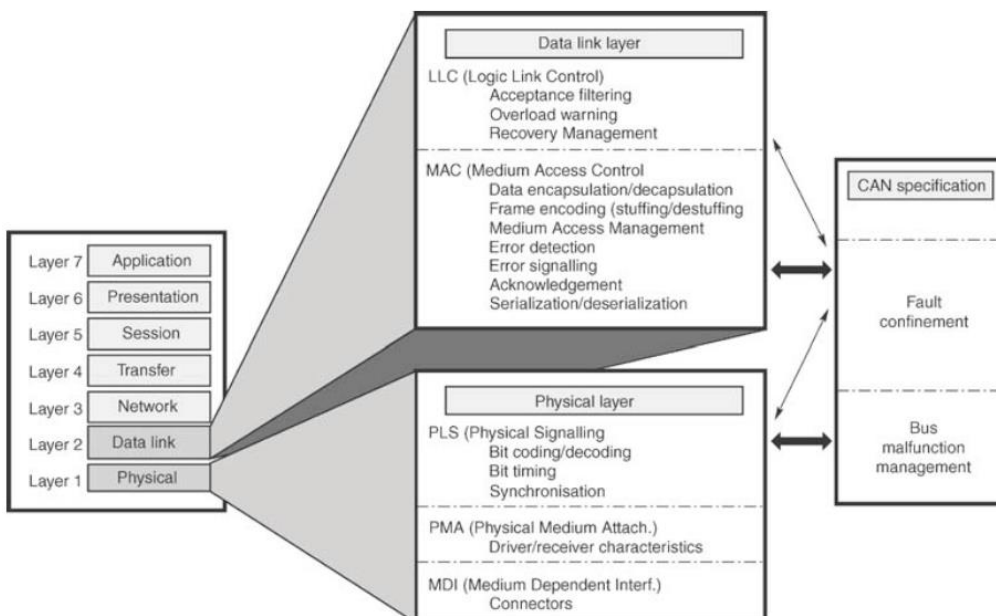 Data link layer
LLC (Logic Link Control)
Acceptance filtering
Overload warning
Recovery Management
MAC (Medium Access Control
Data encapsulation/decapsulation
Frame encoding (stuffing/destuffing
Medium Access Management
Error detection
Error signalling
Acknowledgement
Serialization/deserialization
CAN specification
Fault
confinement
Bus
malfunction
management
Layer 7 Application
Layer 6 Presentation
Layer 5 Session
Layer 4 Transfer
Layer 3 Network
Layer 2 Data link
Layer 1 Physical
Physical layer
PLS (Physical Signalling
Bit coding/decoding
Bit timing
Synchronisation
PMA (Physical Medium Attach.)
Driver/receiver characteristics
MDI (Medium Dependent Interf.)
Connectors